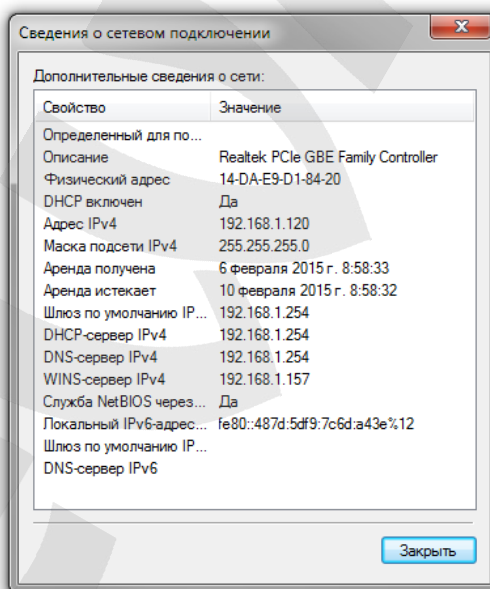 Сведения о сетевом подключении
Дополнительные сведения о сети:
Свойство Значение
Определенный для по...
Описание Realtek PCIe GBE Family Controller
Физический адрес 14-DA-E9-D1-84-20
DHCP включен Да
Адрес IPv4 192.168.1.120
Маска подсети IPv4 255.255.255.0
Аренда получена 6 февраля 2015 г. 8:58:33
Аренда истекает 10 февраля 2015 г. 8:58:32
Шлюз по умолчанию IP... 192.168.1.254
DHCP-сервер IPv4 192.168.1.254
DNS-сервер IPv4 192.168.1.254
WINS-сервер IPv4 192.168.1.157
Служба NetBIOS через... Да
Локальный IPv6-адрес... fe80::487d:5df9:7c6d:a43e%12
Шлюз по умолчанию IP...
DNS-сервер IPv6
Закрыть